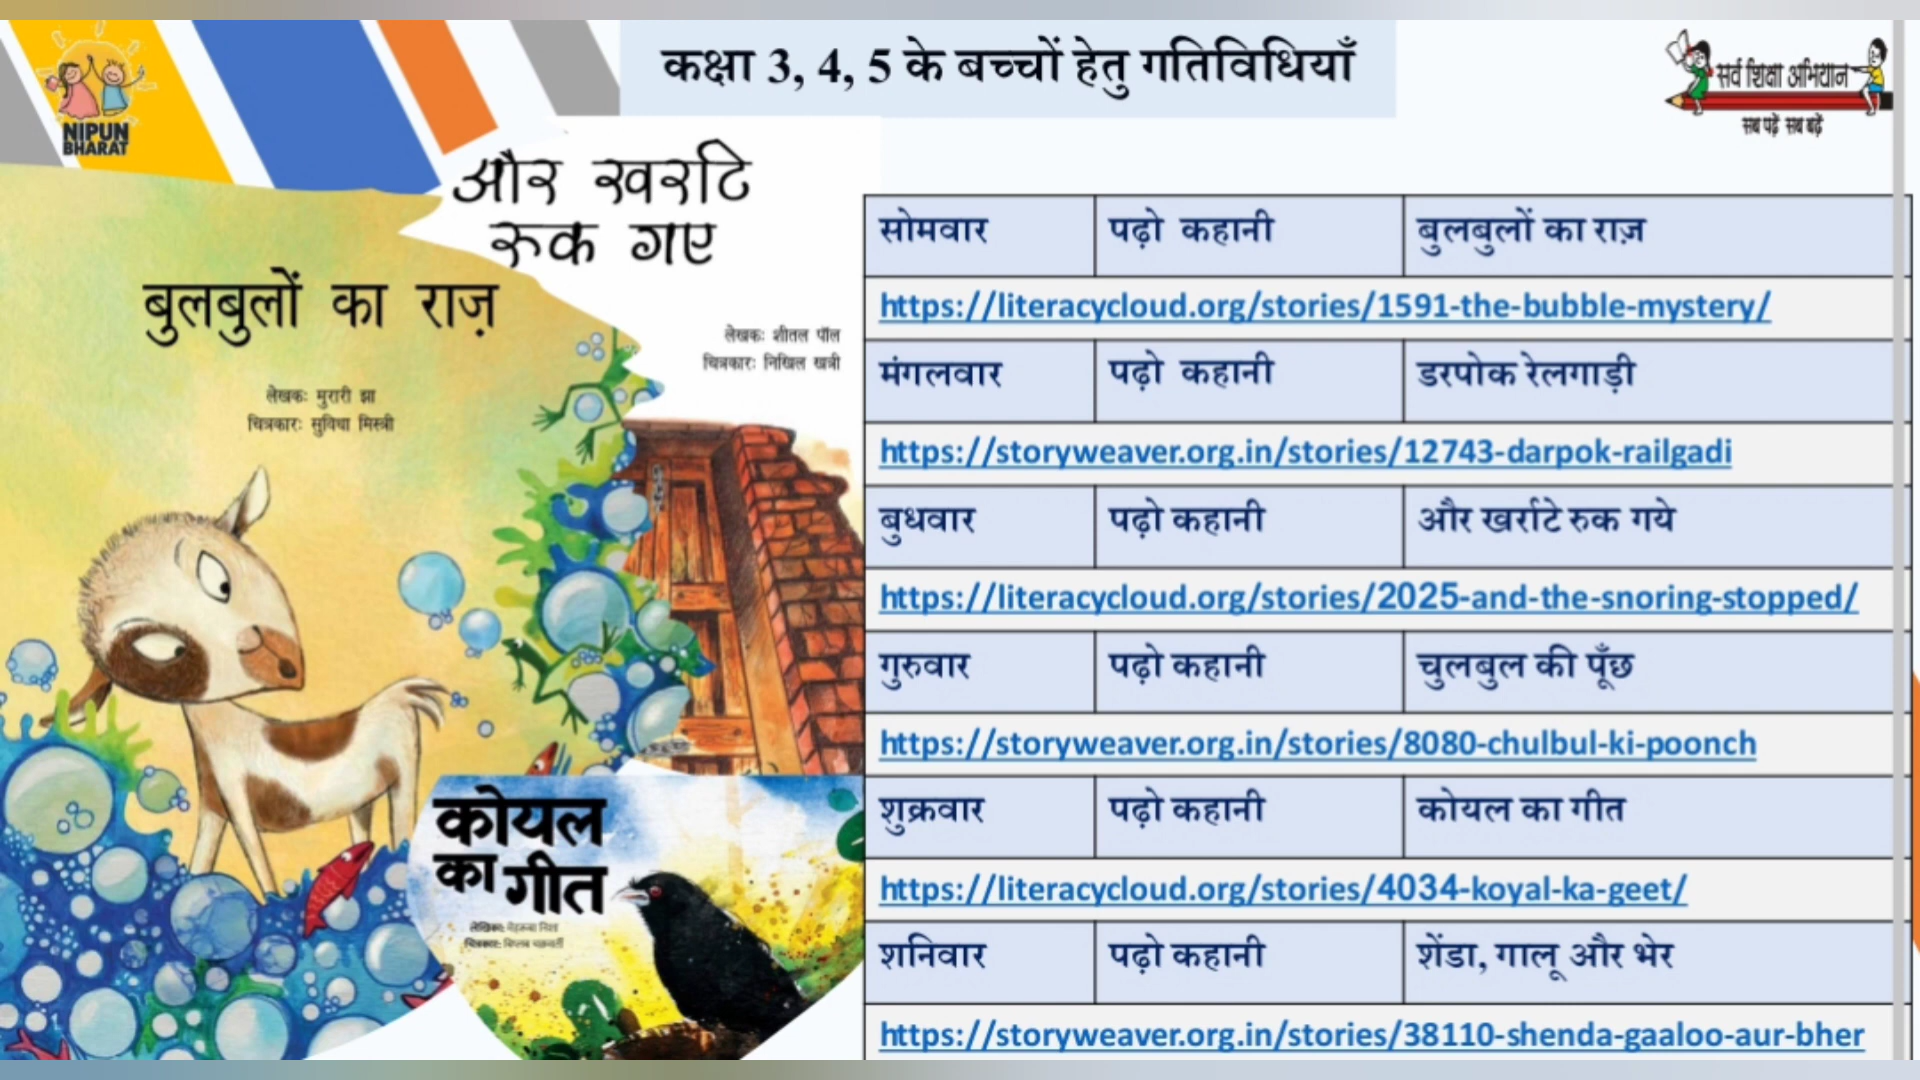 कक्षा 3, 4, 5 के बच्चों हेतु गतिविधियाँ
NIPUN
BHARAT
सर्व शिक्षा अभियान
सब पढ़ें सब बढ़ें
और खर्राटे
रुक गए
लेखकः शीतल पॉल
चित्रकारः निखिल खत्री
बुलबुलों का राज़
लेखकः मुरारी झा
चित्रकारः सुविधा मिस्त्री
कोयल
का गीत
सोमवार पढ़ो कहानी बुलबुलों का राज़
https://literacycloud.org/stories/1591-the-bubble-mystery/
मंगलवार पढ़ो कहानी डरपोक रेलगाड़ी
https://storyweaver.org.in/stories/12743-darpok-railgadi
बुधवार पढ़ो कहानी और खर्राटे रुक गये
https://literacycloud.org/stories/2025-and-the-snoring-stopped/
गुरुवार पढ़ो कहानी चुलबुल की पूँछ
https://storyweaver.org.in/stories/8080-chulbul-ki-poonch
शुक्रवार पढ़ो कहानी कोयल का गीत
https://literacycloud.org/stories/4034-koyal-ka-geet/
शनिवार पढ़ो कहानी शेंडा, गालू और भेर
https://storyweaver.org.in/stories/38110-shenda-gaaloo-aur-bher